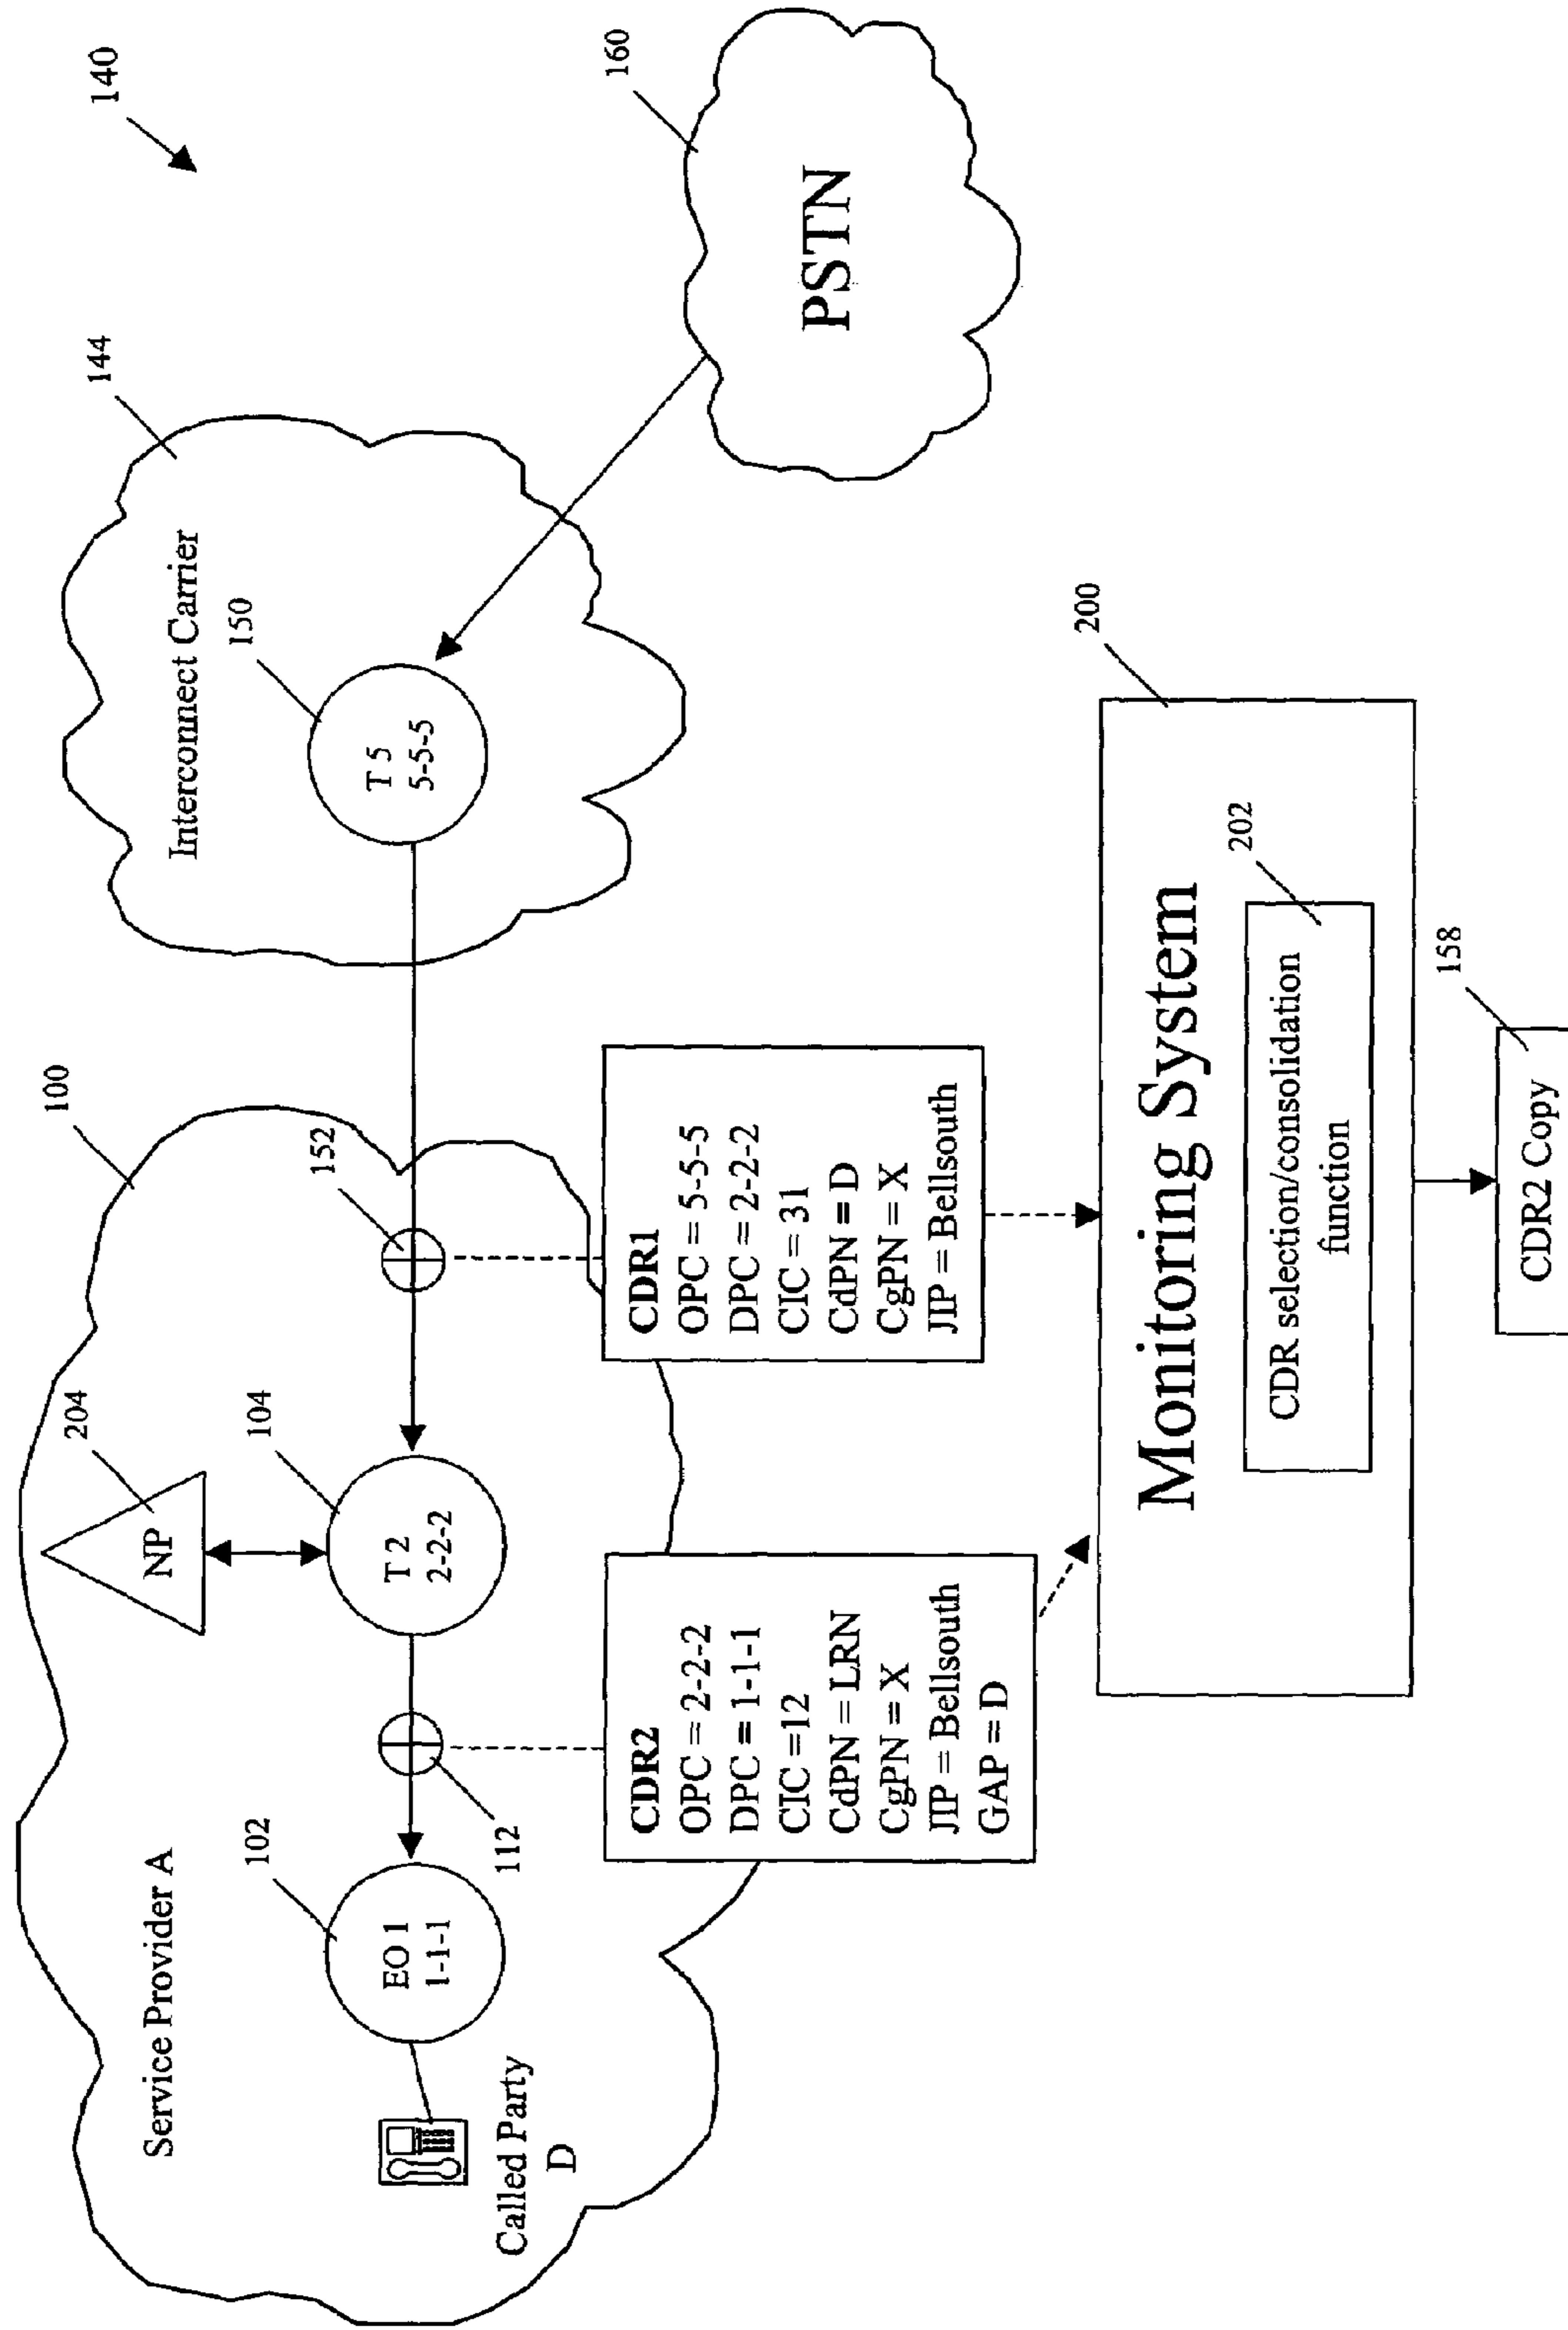 140
Service Provider A
100
Interconnect Carrier
144
NP
204
EO 1
1-1-1
102
T 2
2-2-2
104
152
T 5
5-5-5
150
112
Called Party
D
PSTN
160
CDR2
OPC = 2-2-2
DPC = 1-1-1
CIC =12
CdPN = LRN
CgPN = X
JIP = Bellsouth
GAP = D
CDR1
OPC = 5-5-5
DPC = 2-2-2
CIC = 31
CdPN = D
CgPN = X
JIP = Bellsouth
200
Monitoring System
202
CDR selection/consolidation
function
158
CDR2 Copy